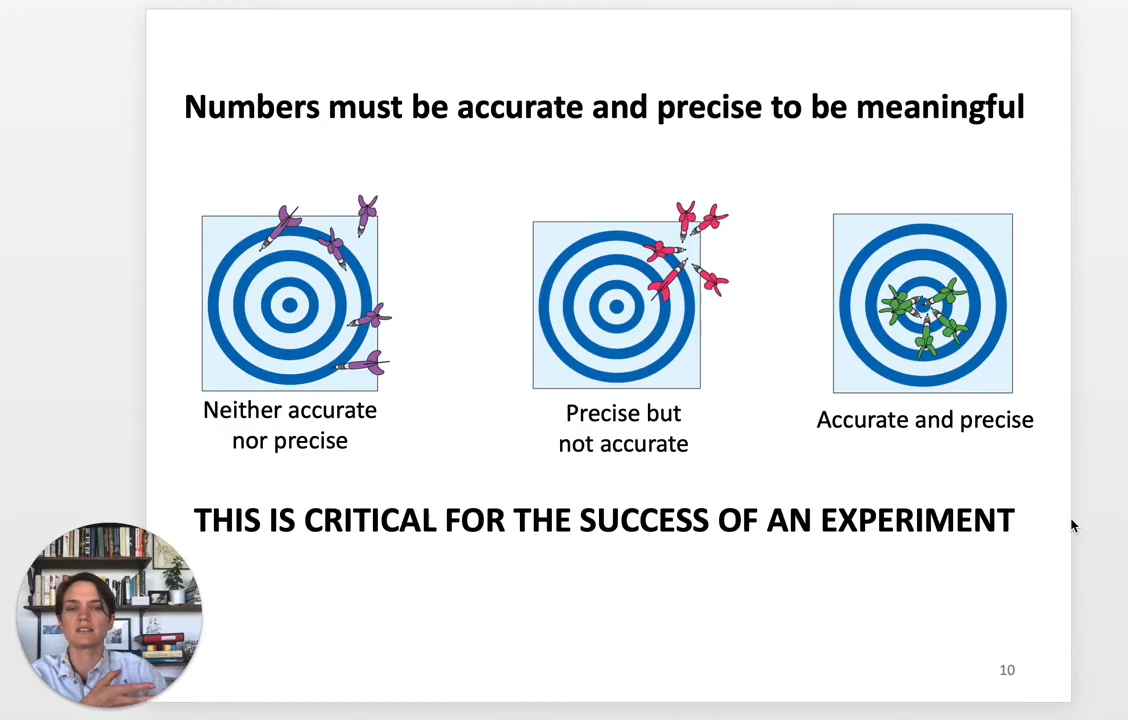 Numbers must be accurate and precise to be meaningful
Neither accurate
nor precise
Precise but
not accurate
Accurate and precise
THIS IS CRITICAL FOR THE SUCCESS OF AN EXPERIMENT
10